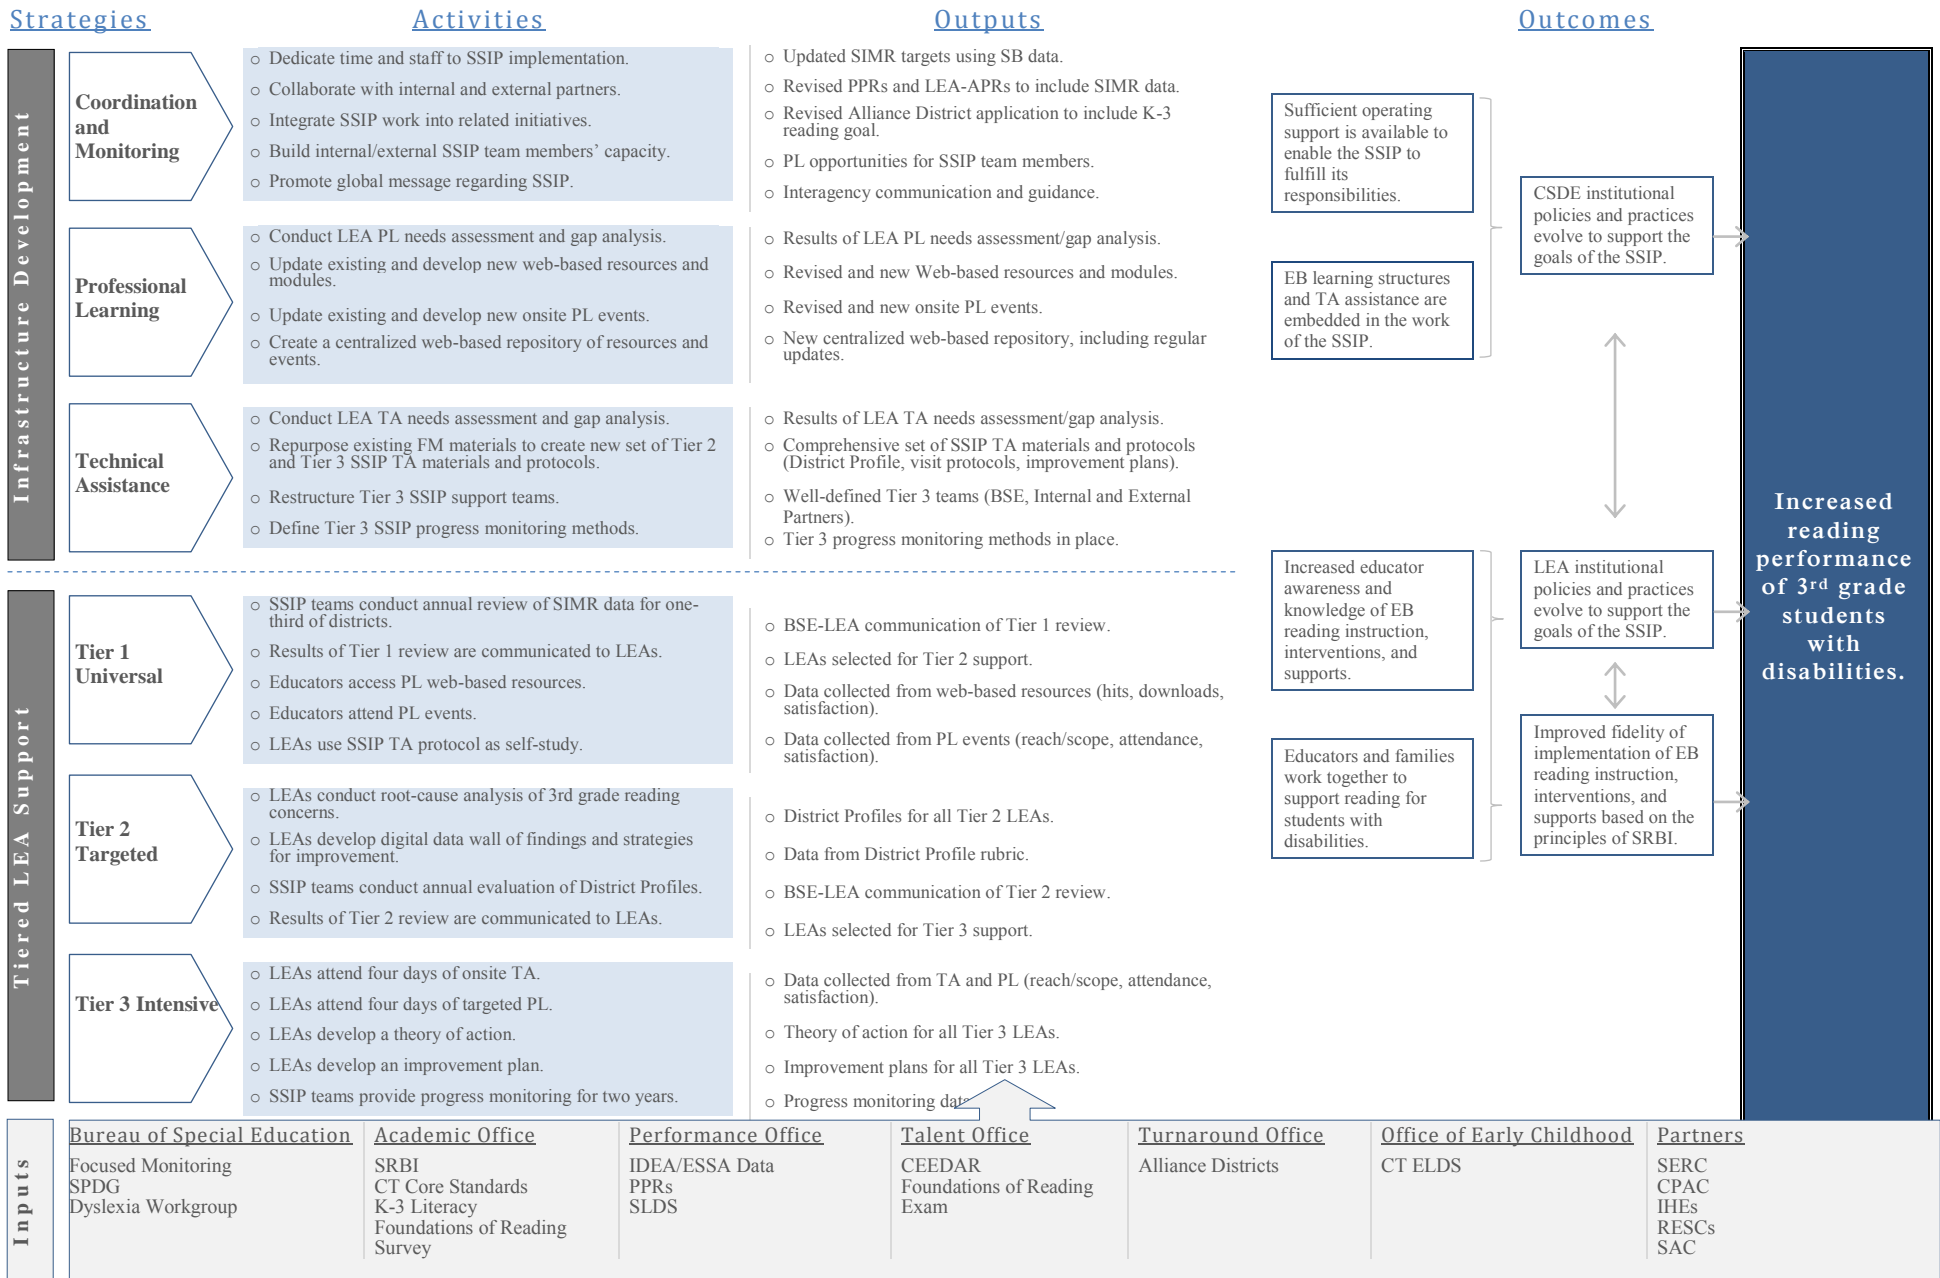 Strategies
Activities
Outputs
Outcomes
Infrastructure Development
Coordination
and
Monitoring
o Dedicate time and staff to SSIP implementation.
o Collaborate with internal and external partners.
o Integrate SSIP work into related initiatives.
o Build internal/external SSIP team members’ capacity.
o Promote global message regarding SSIP.
o Updated SIMR targets using SB data.
o Revised PPRs and LEA-APRs to include SIMR data.
o Revised Alliance District application to include K-3
reading goal.
o PL opportunities for SSIP team members.
o Interagency communication and guidance.
Professional
Learning
o Conduct LEA PL needs assessment and gap analysis.
o Update existing and develop new web-based resources and
modules.
o Update existing and develop new onsite PL events.
o Create a centralized web-based repository of resources and
events.
o Results of LEA PL needs assessment/gap analysis.
o Revised and new Web-based resources and modules.
o Revised and new onsite PL events.
o New centralized web-based repository, including regular
updates.
Technical
Assistance
o Conduct LEA TA needs assessment and gap analysis.
o Repurpose existing FM materials to create new set of Tier 2
and Tier 3 SSIP TA materials and protocols.
o Restructure Tier 3 SSIP support teams.
o Define Tier 3 SSIP progress monitoring methods.
o Results of LEA TA needs assessment/gap analysis.
o Comprehensive set of SSIP TA materials and protocols
(District Profile, visit protocols, improvement plans).
o Well-defined Tier 3 teams (BSE, Internal and External
Partners).
o Tier 3 progress monitoring methods in place.
Sufficient operating
support is available to
enable the SSIP to
fulfill its
responsibilities.
EB learning structures
and TA assistance are
embedded in the work
of the SSIP.
CSDE institutional
policies and practices
evolve to support the
goals of the SSIP.
Tiered LEA Support
Tier 1
Universal
o SSIP teams conduct annual review of SIMR data for one-
third of districts.
o Results of Tier 1 review are communicated to LEAs.
o Educators access PL web-based resources.
o Educators attend PL events.
o LEAs use SSIP TA protocol as self-study.
o BSE-LEA communication of Tier 1 review.
o LEAs selected for Tier 2 support.
o Data collected from web-based resources (hits, downloads,
satisfaction).
o Data collected from PL events (reach/scope, attendance,
satisfaction).
Tier 2
Targeted
o LEAs conduct root-cause analysis of 3rd grade reading
concerns.
o LEAs develop digital data wall of findings and strategies
for improvement.
o SSIP teams conduct annual evaluation of District Profiles.
o Results of Tier 2 review are communicated to LEAs.
o District Profiles for all Tier 2 LEAs.
o Data from District Profile rubric.
o BSE-LEA communication of Tier 2 review.
o LEAs selected for Tier 3 support.
Tier 3 Intensive
o LEAs attend four days of onsite TA.
o LEAs attend four days of targeted PL.
o LEAs develop a theory of action.
o LEAs develop an improvement plan.
o SSIP teams provide progress monitoring for two years.
o Data collected from TA and PL (reach/scope, attendance,
satisfaction).
o Theory of action for all Tier 3 LEAs.
o Improvement plans for all Tier 3 LEAs.
o Progress monitoring data
Increased educator
awareness and
knowledge of EB
reading instruction,
interventions, and
supports.
Educators and families
work together to
support reading for
students with
disabilities.
LEA institutional
policies and practices
evolve to support the
goals of the SSIP.
Improved fidelity of
implementation of EB
reading instruction,
interventions, and
supports based on the
principles of SRBI.
Increased
reading
performance
of 3rd grade
students
with
disabilities.
Inputs
Bureau of Special Education
Focused Monitoring
SPDG
Dyslexia Workgroup
Academic Office
SRBI
CT Core Standards
K-3 Literacy
Foundations of Reading
Survey
Performance Office
IDEA/ESSA Data
PPRs
SLDS
Talent Office
CEEDAR
Foundations of Reading
Exam
Turnaround Office
Alliance Districts
Office of Early Childhood
CT ELDS
Partners
SERC
CPAC
IHEs
RESCs
SAC